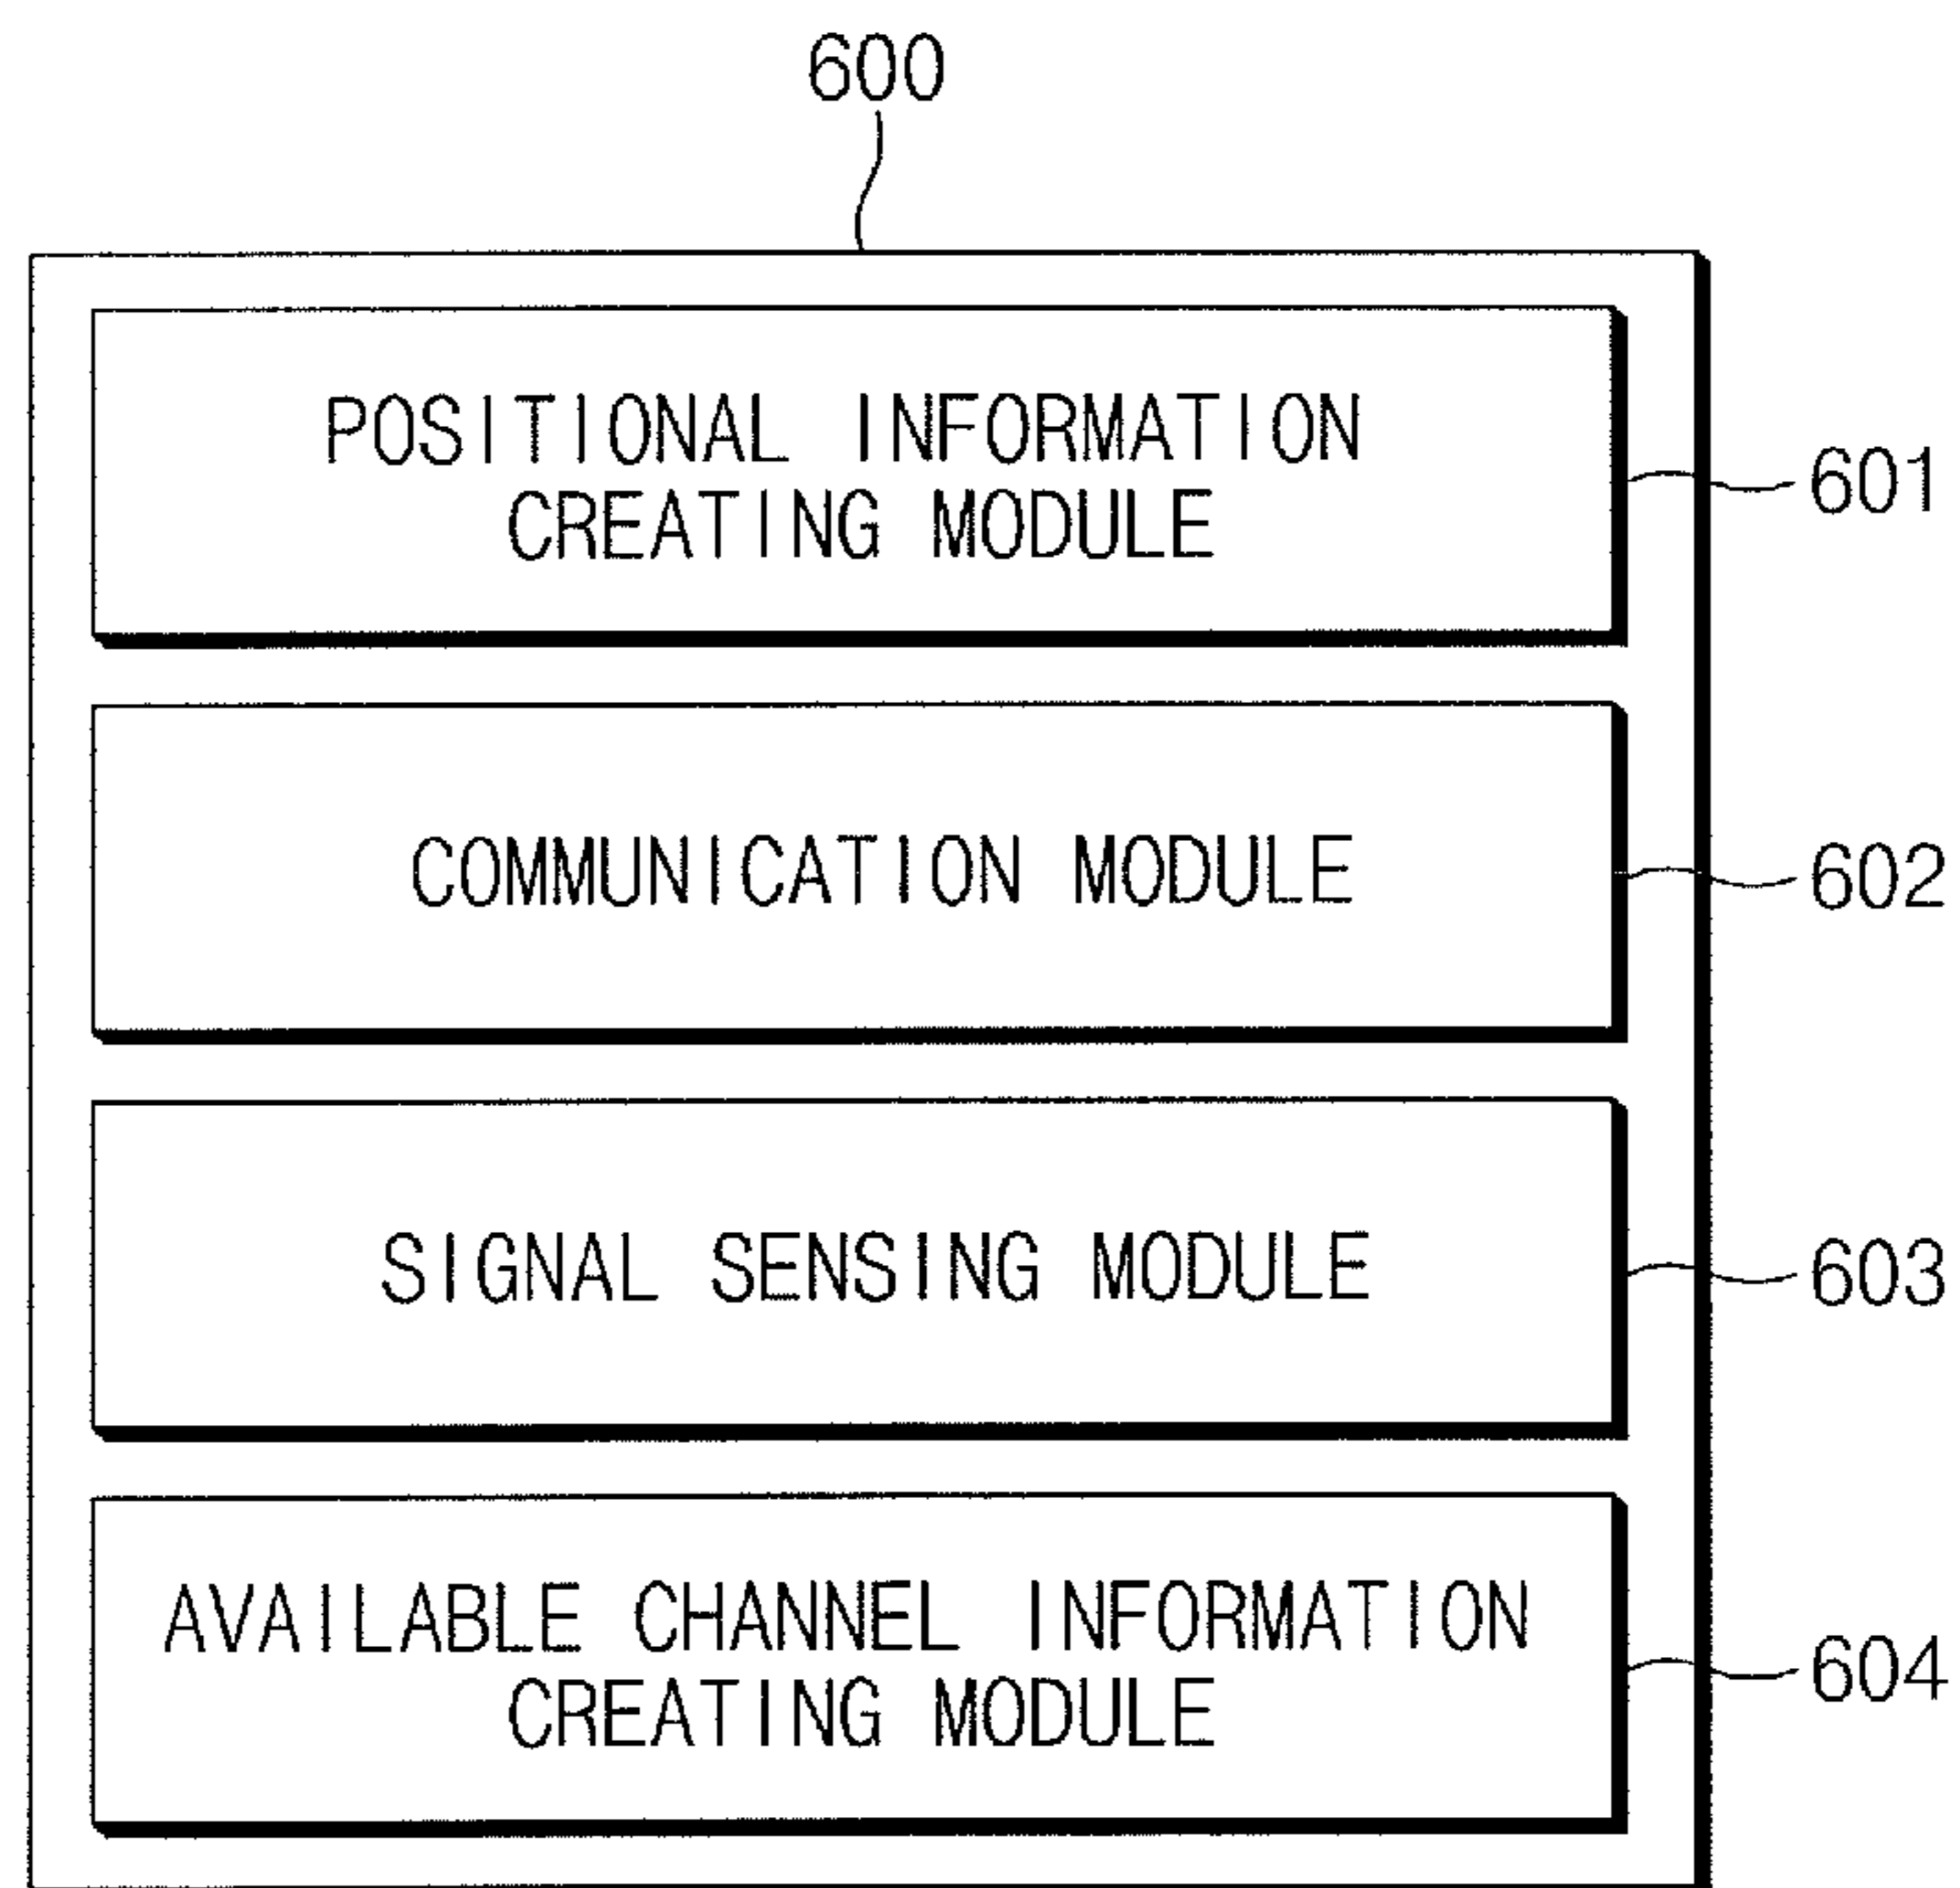 600
POSITIONAL INFORMATION
CREATING MODULE
601
COMMUNICATION MODULE
602
SIGNAL SENSING MODULE
603
AVAILABLE CHANNEL INFORMATION
CREATING MODULE
604